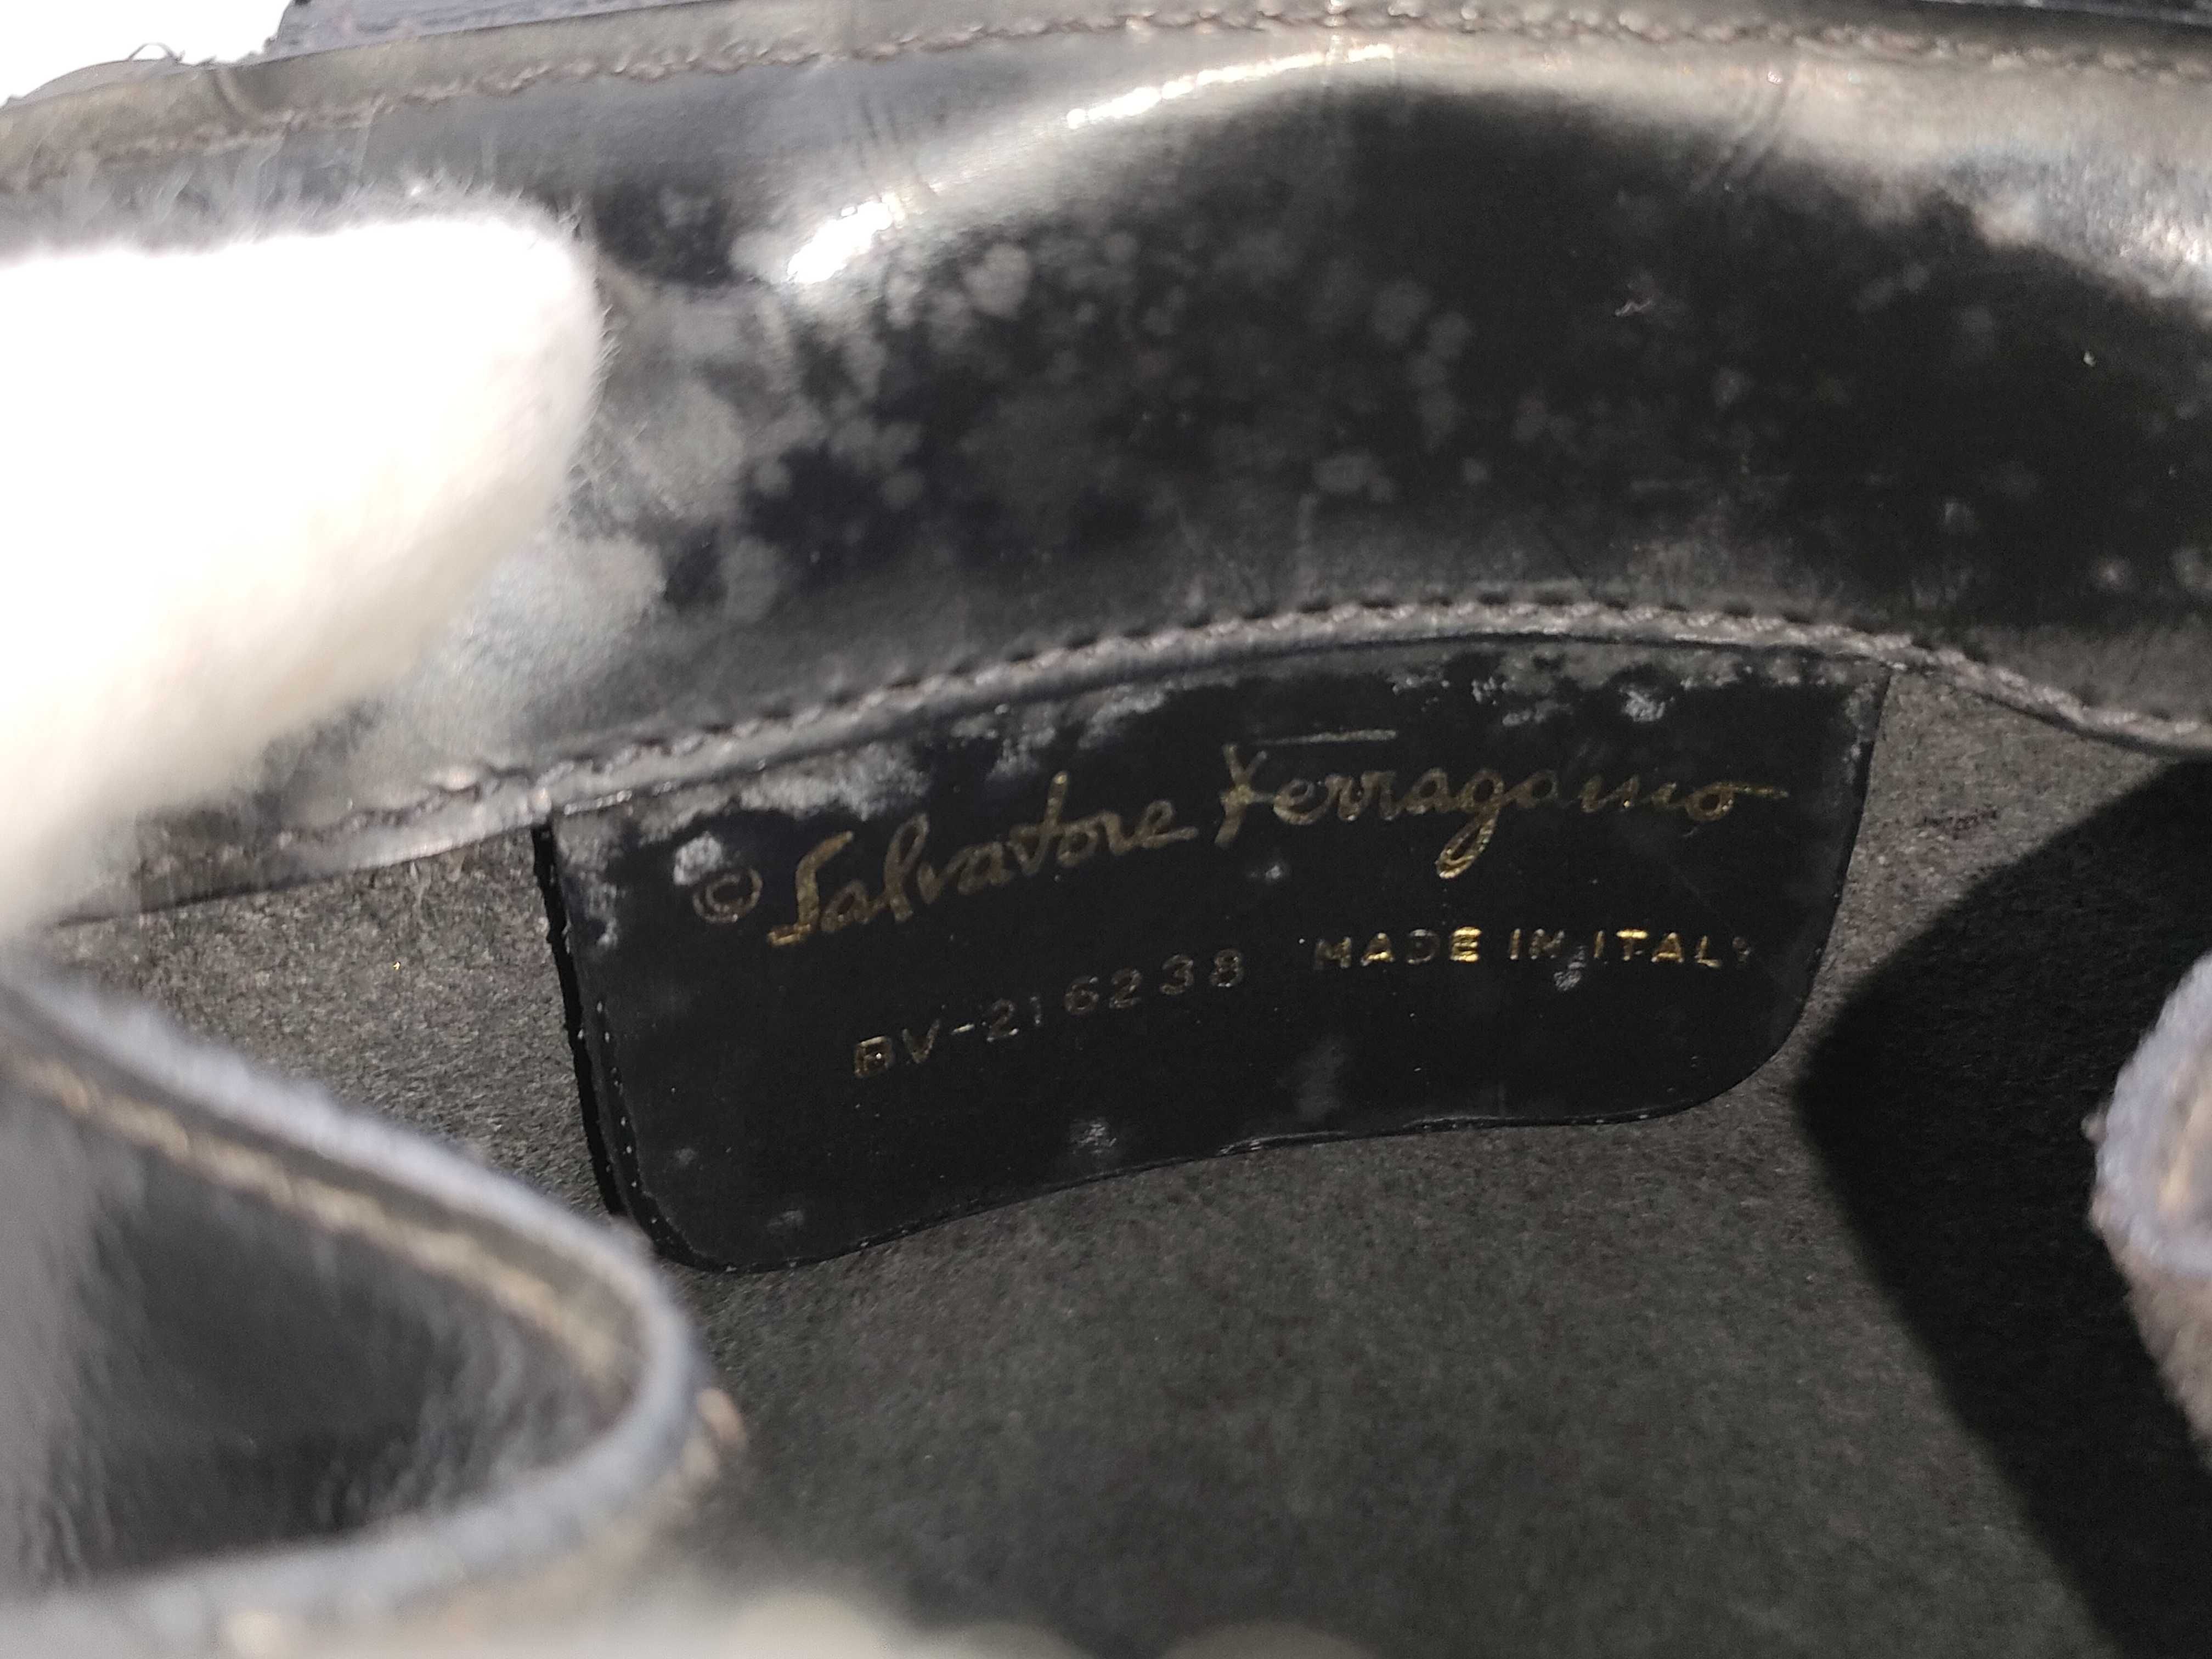 © Salvatore Ferragamo
BV-216238 MADE IN ITALY